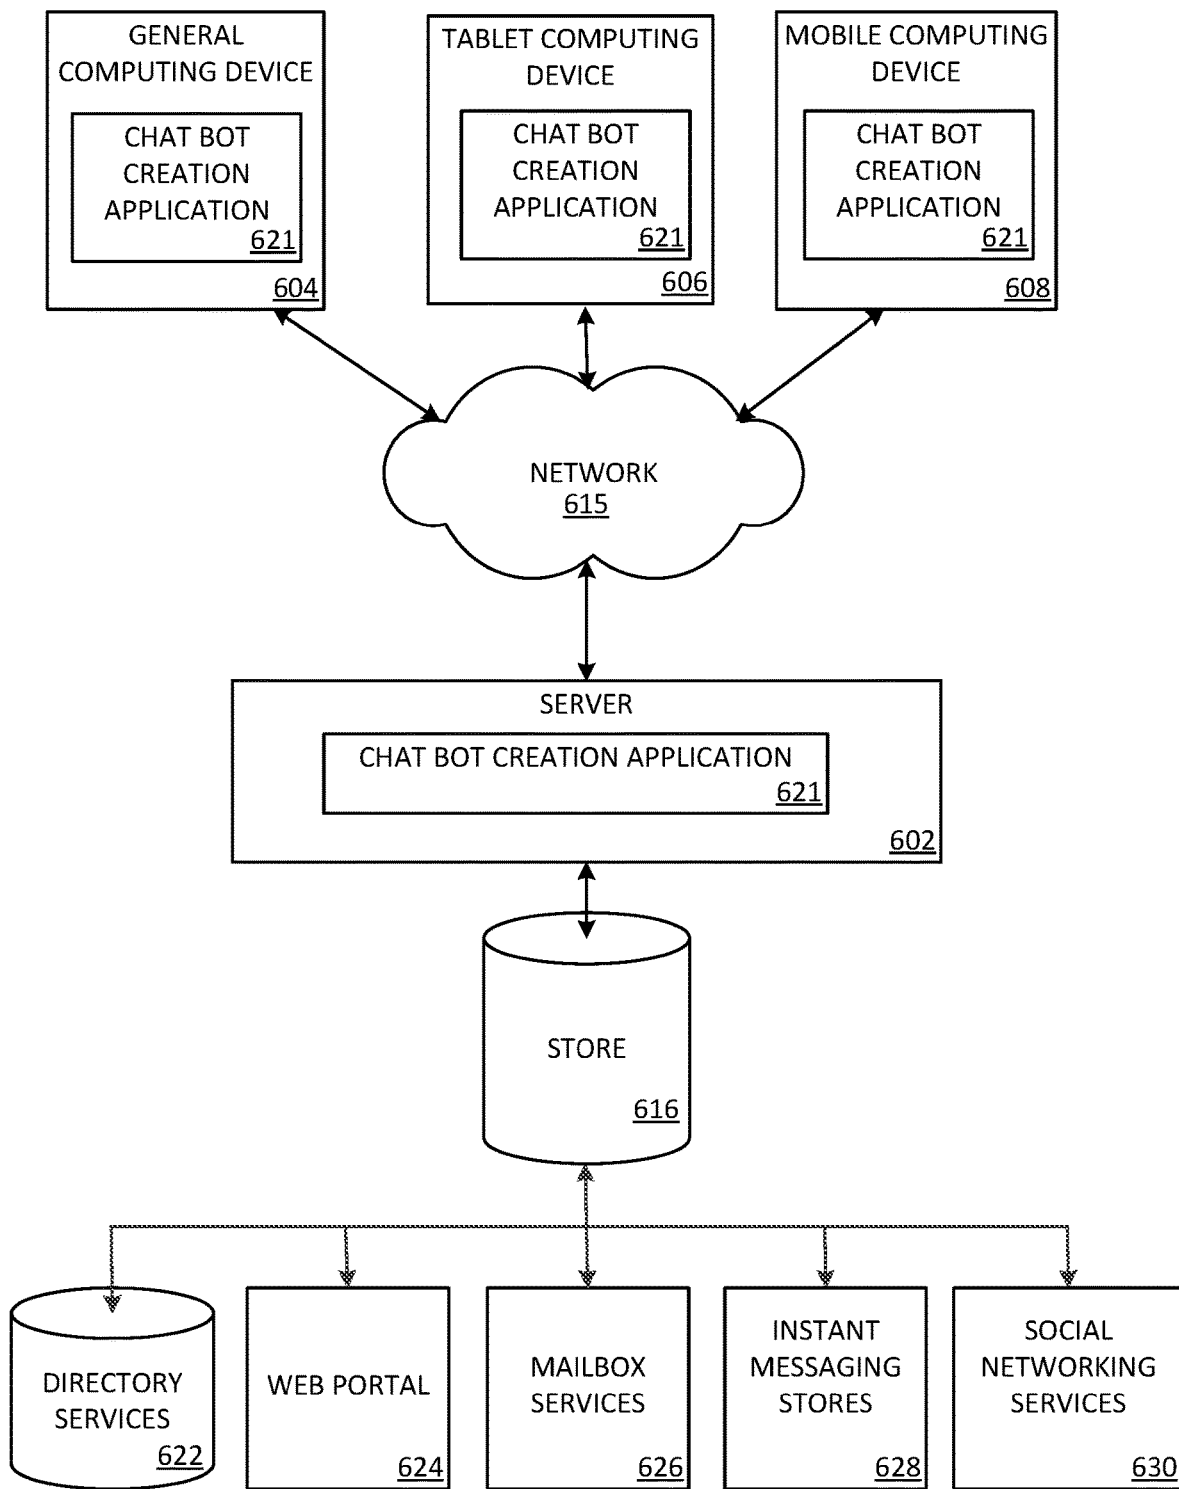 GENERAL
COMPUTING DEVICE
CHAT BOT
CREATION
APPLICATION
621
604
TABLET COMPUTING
DEVICE
CHAT BOT
CREATION
APPLICATION
621
606
MOBILE COMPUTING
DEVICE
CHAT BOT
CREATION
APPLICATION
621
608
NETWORK
615
SERVER
CHAT BOT CREATION APPLICATION
621
602
STORE
616
DIRECTORY
SERVICES
622
WEB PORTAL
624
MAILBOX
SERVICES
626
INSTANT
MESSAGING
STORES
628
SOCIAL
NETWORKING
SERVICES
630